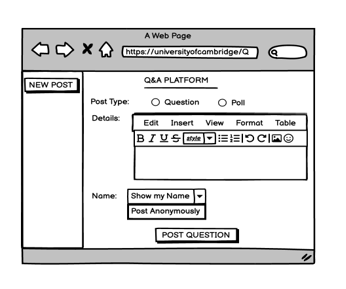 A Web Page
https://universityofcambridge/Q
Q&A PLATFORM
NEW POST
Post Type: Question Poll
Details:
Edit Insert View Format Table
B I U S style
Name: Show my Name
Post Anonymously
POST QUESTION